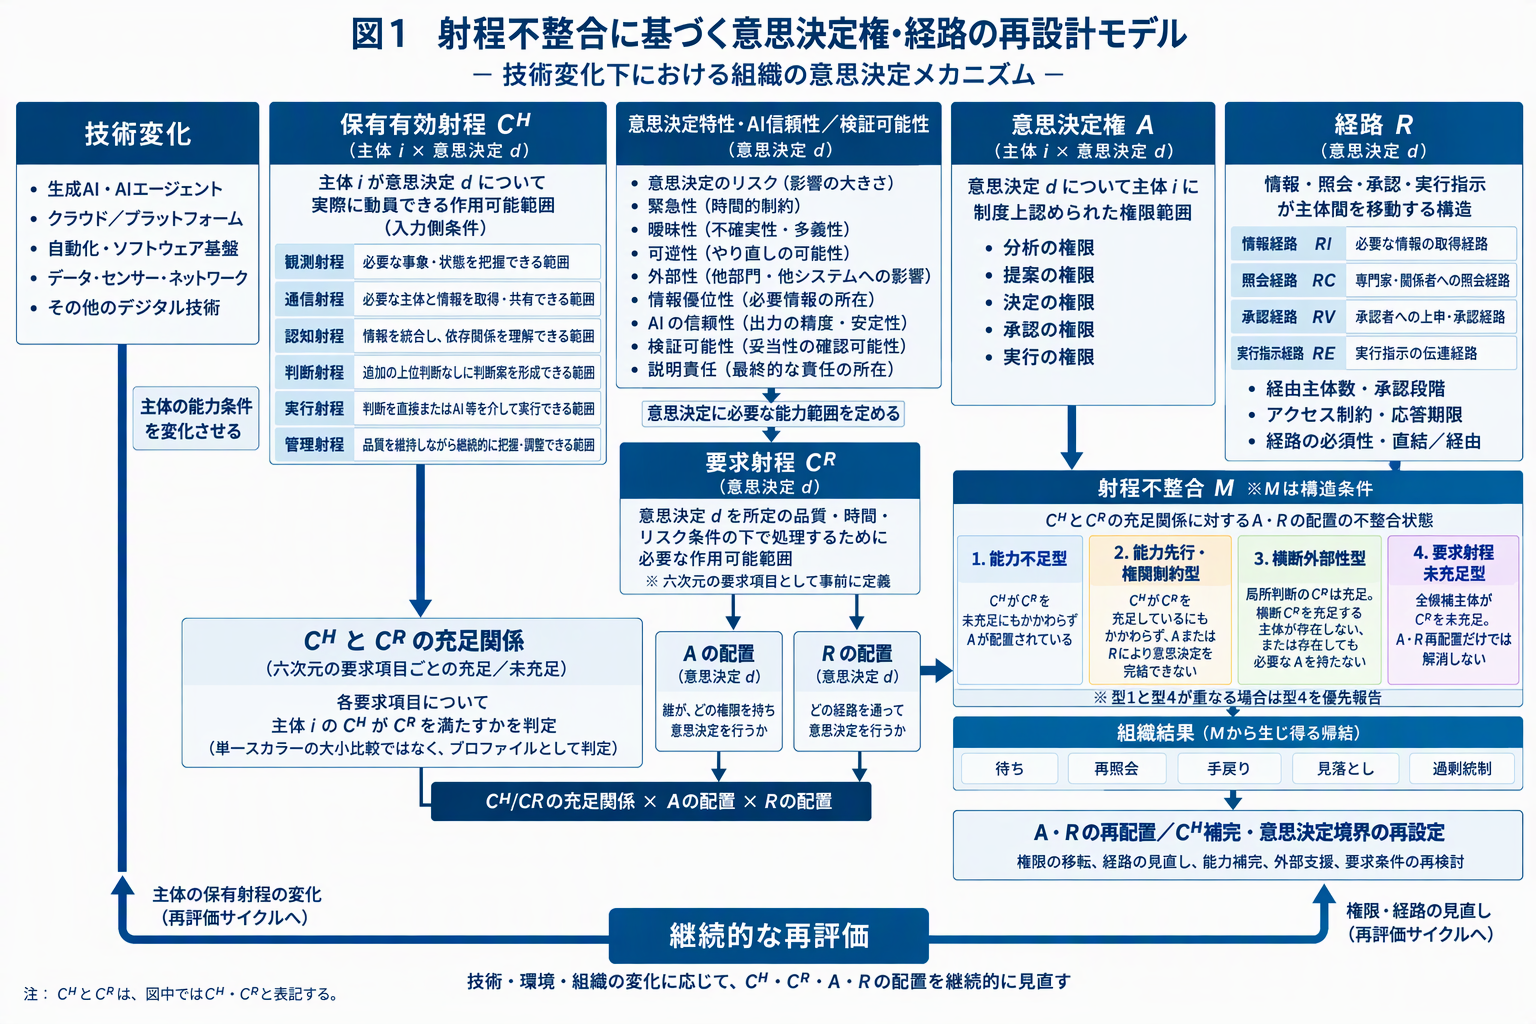 図1 射程不整合に基づく意思決定権・経路の再設計モデル
― 技術変化下における組織の意思決定メカニズム ―
技術変化
• 生成AI・AIエージェント
• クラウド／プラットフォーム
• 自動化・ソフトウェア基盤
• データ・センサー・ネットワーク
• その他のデジタル技術
主体の能力条件
を変化させる
保有有効射程 Cᴴ
（主体 i × 意思決定 d）
主体 i が意思決定 d について
実際に動員できる作用可能範囲
（入力側条件）
観測射程 必要な事象・状態を把握できる範囲
通信射程 必要な主体と情報を取得・共有できる範囲
認知射程 情報を統合し、依存関係を理解できる範囲
判断射程 追加の上位判断なしに判断案を形成できる範囲
実行射程 判断を直接またはAI等を介して実行できる範囲
管理射程 品質を維持しながら継続的に把握・調整できる範囲
意思決定特性・AI信頼性／検証可能性
（意思決定 d）
• 意思決定のリスク（影響の大きさ）
• 緊急性（時間的制約）
• 曖昧性（不確実性・多義性）
• 可逆性（やり直しの可能性）
• 外部性（他部門・他システムへの影響）
• 情報優位性（必要情報の所在）
• AI の信頼性（出力の精度・安定性）
• 検証可能性（妥当性の確認可能性）
• 説明責任（最終的な責任の所在）
意思決定に必要な能力範囲を定める
要求射程 Cᴿ
（意思決定 d）
意思決定 d を所定の品質・時間・
リスク条件の下で処理するために
必要な作用可能範囲
※ 六次元の要求項目として事前に定義
意思決定権 A
（主体 i × 意思決定 d）
意思決定 d について主体 i に
制度上認められた権限範囲
• 分析の権限
• 提案の権限
• 決定の権限
• 承認の権限
• 実行の権限
経路 R
（意思決定 d）
情報・照会・承認・実行指示
が主体間を移動する構造
情報経路 RI 必要な情報の取得経路
照会経路 RC 専門家・関係者への照会経路
承認経路 RV 承認者への上申・承認経路
実行指示経路 RE 実行指示の伝達経路
• 経由主体数・承認段階
• アクセス制約・応答期限
• 経路の必須性・直結／経由
Cᴴ と Cᴿ の充足関係
（六次元の要求項目ごとの充足／未充足）
各要求項目について
主体 i の Cᴴ が Cᴿ を満たすかを判定
（単一スカラーの大小比較ではなく、プロファイルとして判定）
A の配置
（意思決定 d）
誰が、どの権限を持ち
意思決定を行うか
R の配置
（意思決定 d）
どの経路を通って
意思決定を行うか
Cᴴ/CRの充足関係 × Aの配置 × Rの配置
射程不整合 M ※Mは構造条件
CᴴとCᴿの充足関係に対するA・Rの配置の不整合状態
1. 能力不足型
CᴴがCᴿを
未充足にもかかわらず
Aが配置されている
2. 能力先行・
権関制約型
CᴴがCᴿを
充足しているにも
かかわらず、Aまたは
Rにより意思決定を
完結できない
3. 横断外部性型
局所判断のCᴿは充足。
横断Cᴿを充足する
主体が存在しない、
または存在しても
必要なAを持たない
4. 要求射程
未充足型
全候補主体が
Cᴿを未充足。
A・R再配置だけでは
解消しない
※ 型1と型4が重なる場合は型4を優先報告
組織結果（Mから生じ得る帰結）
待ち
再照会
手戻り
見落とし
過剰統制
A・Rの再配置／Cᴴ補完・意思決定境界の再設定
権限の移転、経路の見直し、能力補完、外部支援、要求条件の再検討
主体の保有射程の変化
（再評価サイクルへ）
継続的な再評価
権限・経路の見直し
（再評価サイクルへ）
技術・環境・組織の変化に応じて、Cᴴ・Cᴿ・A・Rの配置を継続的に見直す
注： CᴴとCᴿは、図中ではCᴴ・Cᴿと表記する。